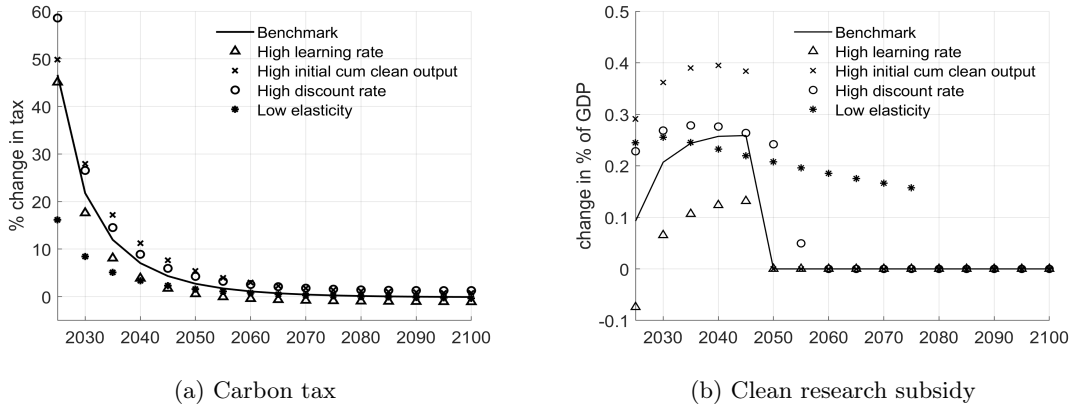 60
50
40
30
20
10
0
% change in tax
Benchmark
High learning rate
High initial cum clean output
High discount rate
Low elasticity
2030 2040 2050 2060 2070 2080 2090 2100
(a) Carbon tax
0.5
0.4
0.3
0.2
0.1
0
-0.1
change in % of GDP
Benchmark
High learning rate
High initial cum clean output
High discount rate
Low elasticity
2030 2040 2050 2060 2070 2080 2090 2100
(b) Clean research subsidy